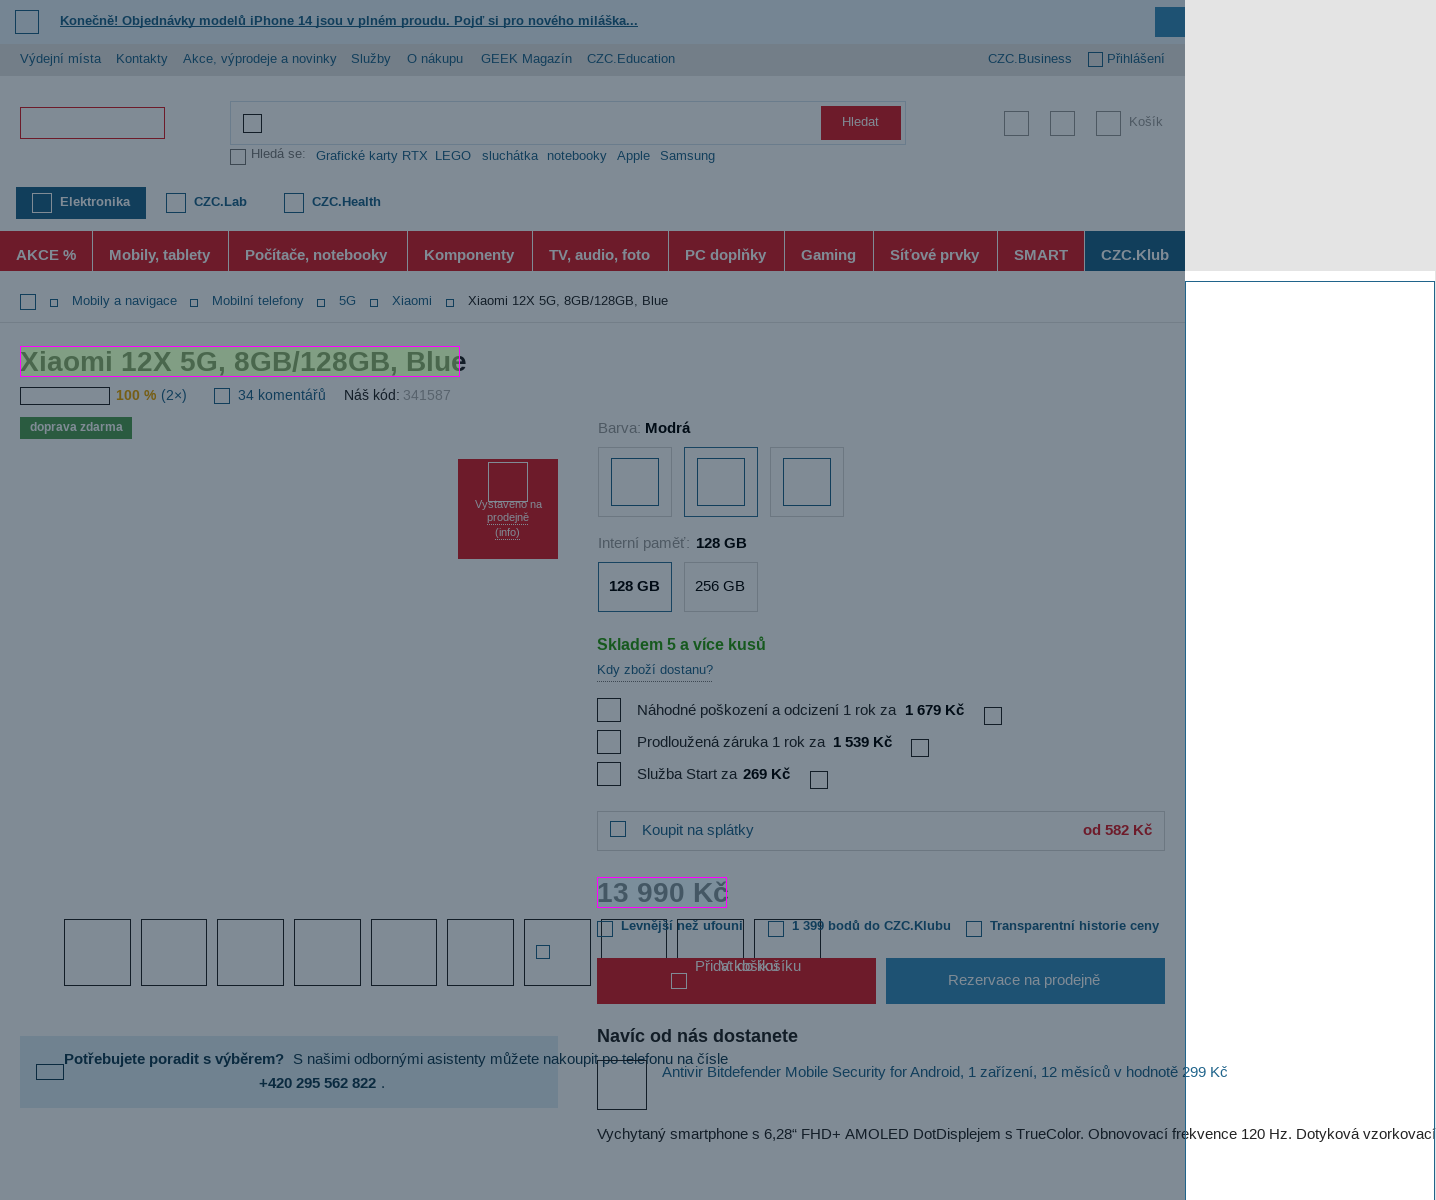 Konečně! Objednávky modelů iPhone 14 jsou v plném proudu. Pojď si pro nového miláška...
Výdejní místa Kontakty Akce, výprodeje a novinky Služby O nákupu GEEK Magazín CZC.Education CZC.Business Přihlášení
Hledat Košík
Hledá se: Grafické karty RTX LEGO sluchátka notebooky Apple Samsung
Elektronika CZC.Lab CZC.Health
AKCE % Mobily, tablety Počítače, notebooky Komponenty TV, audio, foto PC doplňky Gaming Síťové prvky SMART CZC.Klub
Mobily a navigace Mobilní telefony 5G Xiaomi Xiaomi 12X 5G, 8GB/128GB, Blue
Xiaomi 12X 5G, 8GB/128GB, Blue
100 % (2×) 34 komentářů Náš kód: 341587
doprava zdarma
Vystaveno na
prodejně
(info)
Barva: Modrá
Interní paměť: 128 GB
128 GB 256 GB
Skladem 5 a více kusů
Kdy zboží dostanu?
Náhodné poškození a odcizení 1 rok za 1 679 Kč
Prodloužená záruka 1 rok za 1 539 Kč
Služba Start za 269 Kč
Koupit na splátky od 582 Kč
13 990 Kč
Levnější než ufouni 1 399 bodů do CZC.Klubu Transparentní historie ceny
Přidat do košíku
V košíku
Rezervace na prodejně
Navíc od nás dostanete
Potřebujete poradit s výběrem? S našimi odbornými asistenty můžete nakoupit po telefonu na čísle
+420 295 562 822 .
Antivir Bitdefender Mobile Security for Android, 1 zařízení, 12 měsíců v hodnotě 299 Kč
Vychytaný smartphone s 6,28“ FHD+ AMOLED DotDisplejem s TrueColor. Obnovovací frekvence 120 Hz. Dotyková vzorkovací